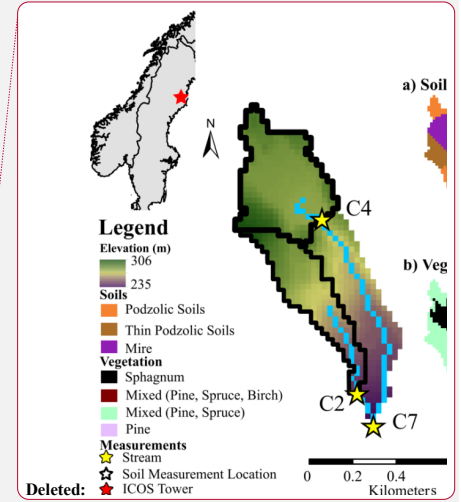 N
a) Soil
C4
Legend
Elevation (m)
306
235
Soils
Podzolic Soils
Thin Podzolic Soils
Mire
b) Veg
Vegetation
Sphagnum
Mixed (Pine, Spruce, Birch)
Mixed (Pine, Spruce)
Pine
C2
C7
Measurements
Stream
Soil Measurement Location
Deleted: ICOS Tower
0 0.2 0.4
Kilometers